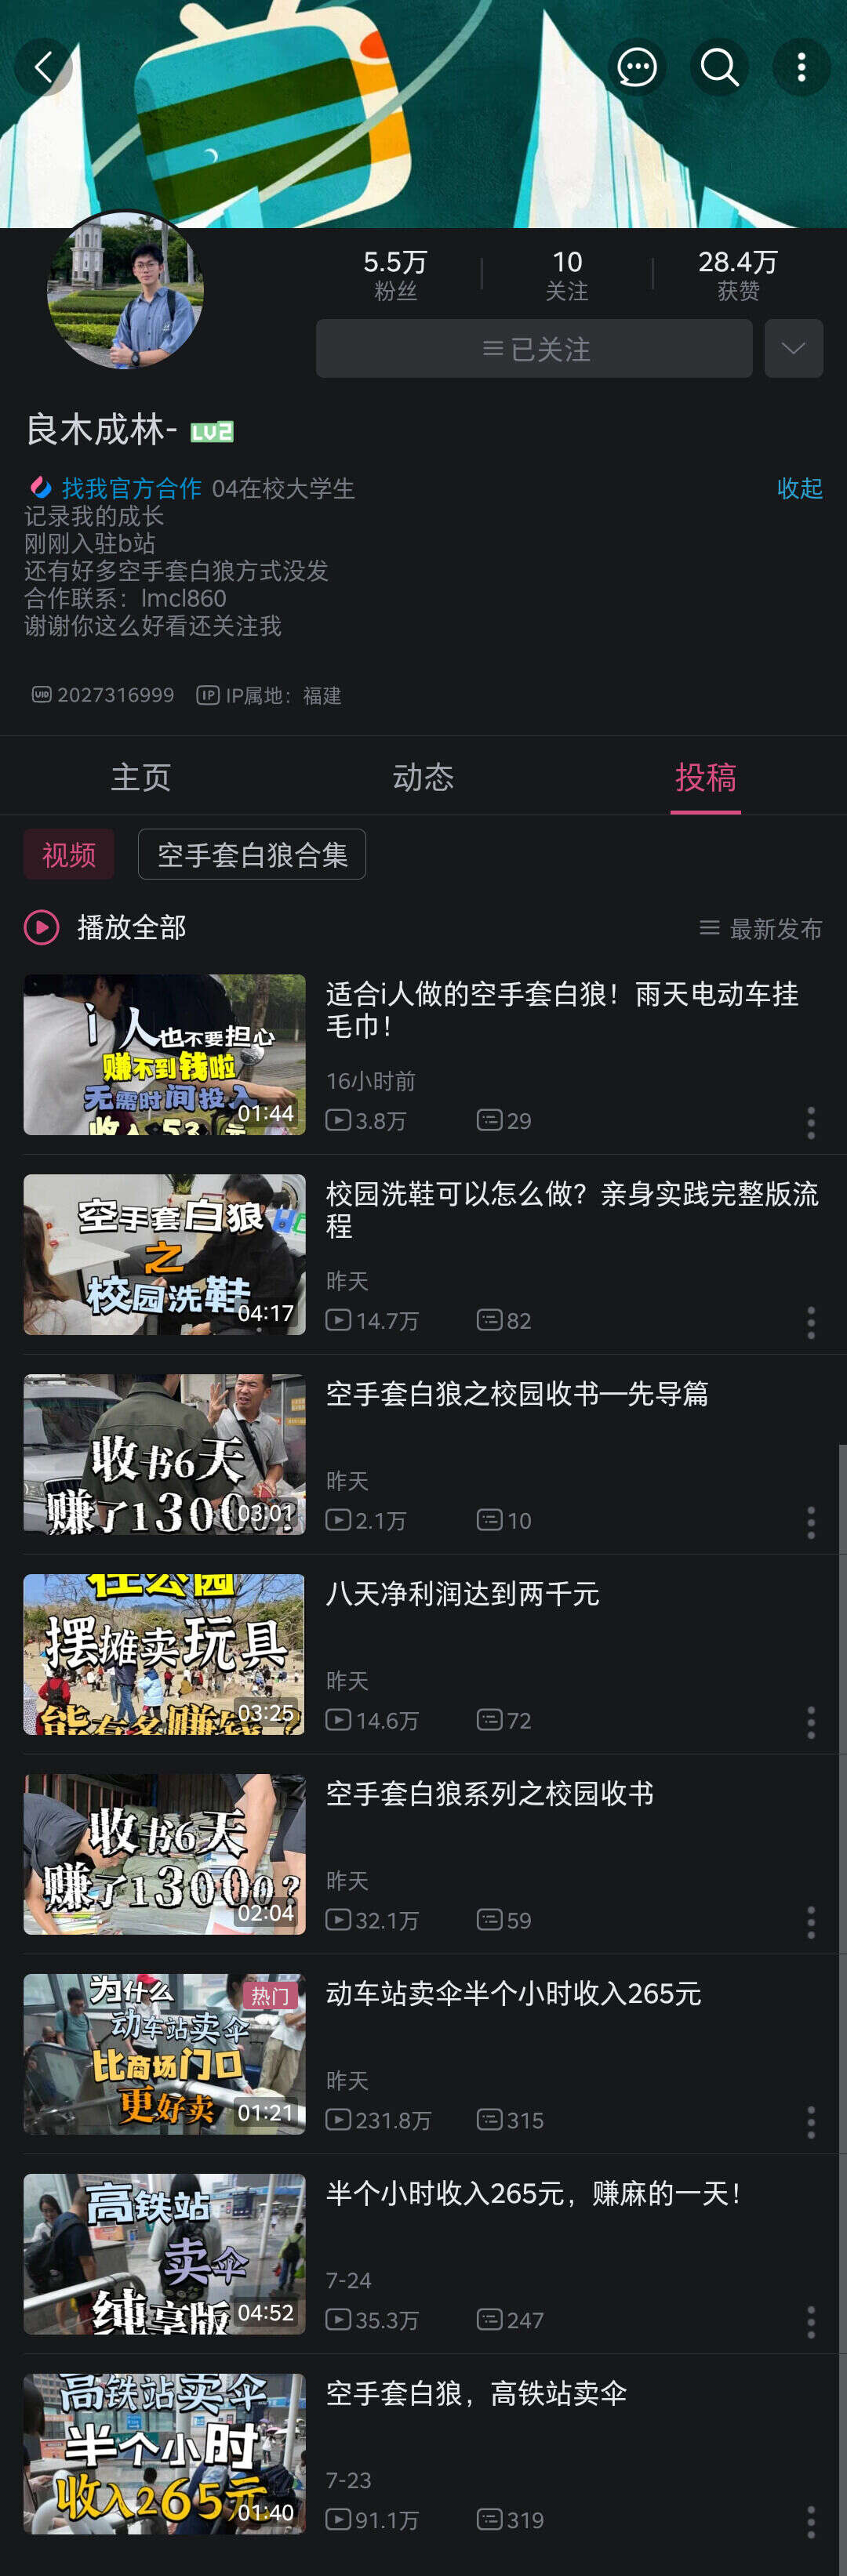 5.5万
粉丝
10
关注
28.4万
获赞
已关注
良木成林- LV2
找我官方合作 04在校大学生
收起
记录我的成长
刚刚入驻b站
还有好多空手套白狼方式没发
合作联系：lmcl860
谢谢你这么好看还关注我
UID 2027316999 IP IP属地：福建
主页
动态
投稿
视频
空手套白狼合集
播放全部
最新发布
i人也不要担心
赚不到钱啦
无需时间投入
收入53元
01:44
适合i人做的空手套白狼！雨天电动车挂
毛巾！
16小时前
3.8万
29
空手套白狼
之
校园洗鞋
04:17
校园洗鞋可以怎么做？亲身实践完整版流
程
昨天
14.7万
82
收书6天
赚了1300?
03:01
空手套白狼之校园收书—先导篇
昨天
2.1万
10
在公园
摆摊卖玩具
能有多赚钱？
03:25
八天净利润达到两千元
昨天
14.6万
72
收书6天
赚了1300?
02:04
空手套白狼系列之校园收书
昨天
32.1万
59
为什么
动车站卖伞
比商场门口
更好卖
热门
01:21
动车站卖伞半个小时收入265元
昨天
231.8万
315
高铁站
卖伞
纯享版
04:52
半个小时收入265元，赚麻的一天！
7-24
35.3万
247
高铁站卖伞
半个小时
收入265元
01:40
空手套白狼，高铁站卖伞
7-23
91.1万
319